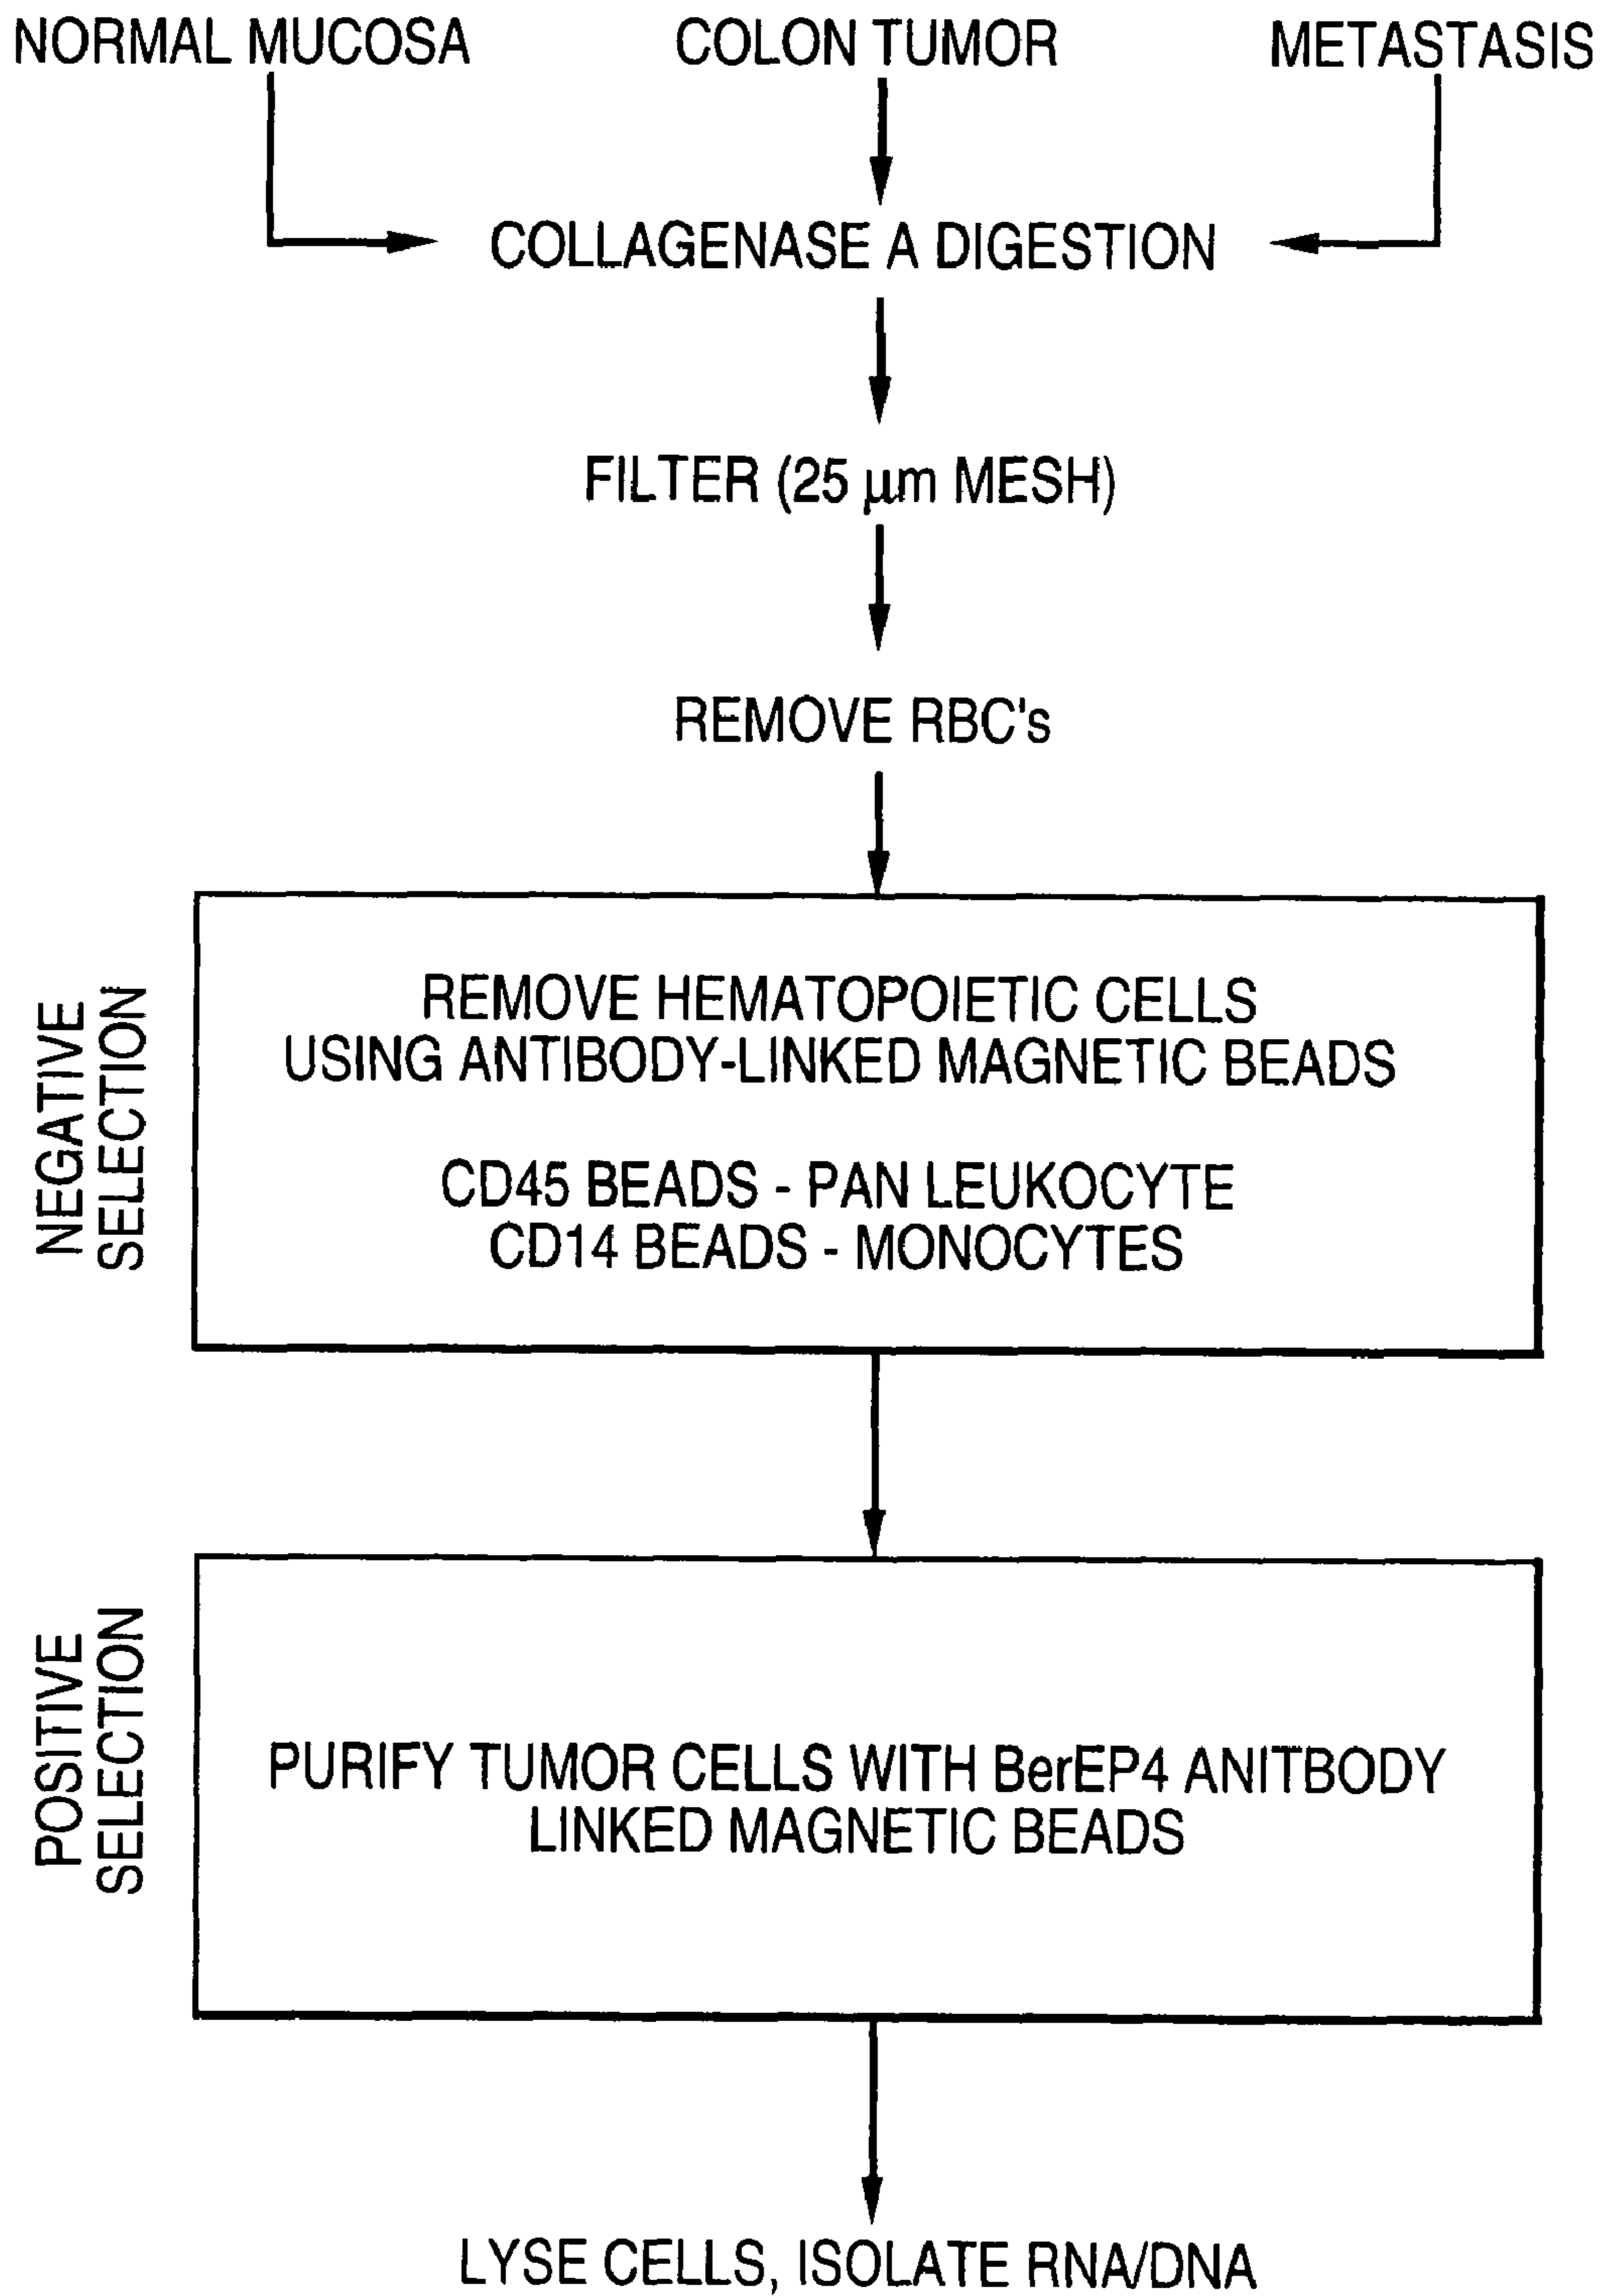 NORMAL MUCOSA
COLON TUMOR
METASTASIS
COLLAGENASE A DIGESTION
FILTER (25 µm MESH)
REMOVE RBC's
NEGATIVE
SELECTION
REMOVE HEMATOPOIETIC CELLS
USING ANTIBODY-LINKED MAGNETIC BEADS
CD45 BEADS - PAN LEUKOCYTE
CD14 BEADS - MONOCYTES
POSITIVE
SELECTION
PURIFY TUMOR CELLS WITH BerEP4 ANITBODY
LINKED MAGNETIC BEADS
LYSE CELLS, ISOLATE RNA/DNA